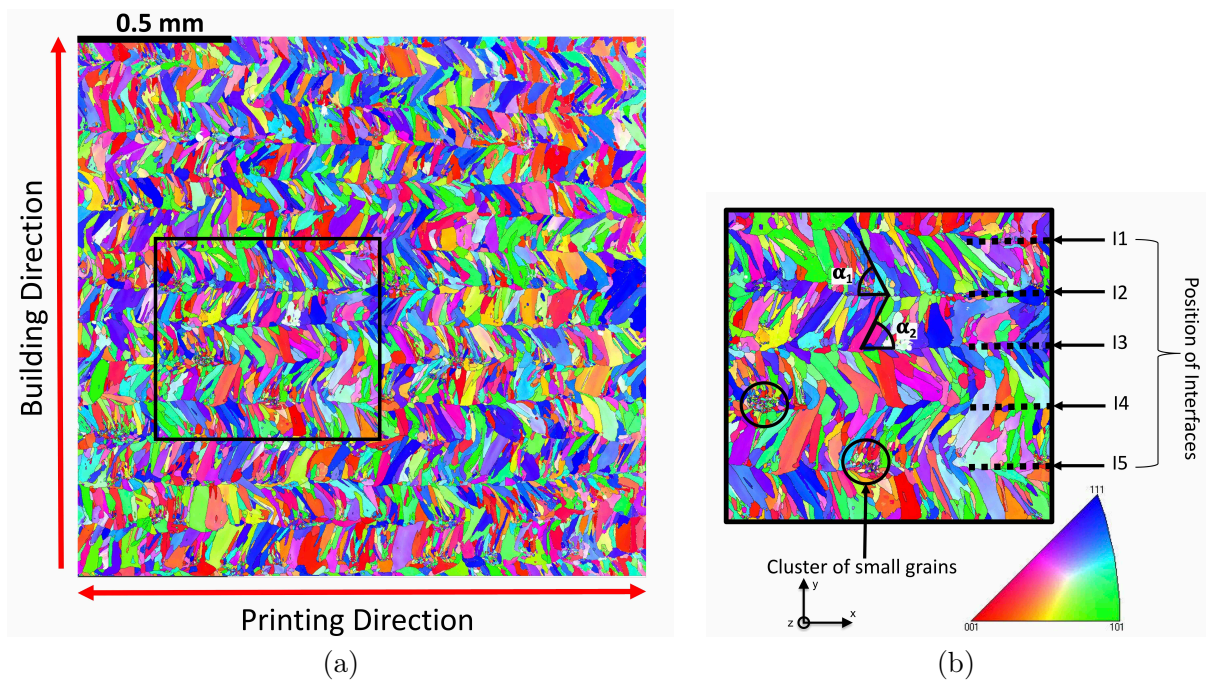 0.5 mm
Building Direction
Printing Direction
(a)
α1
α2
I1
I2
I3
I4
I5
Position of Interfaces
Cluster of small grains
y
x
z
111
001
101
(b)